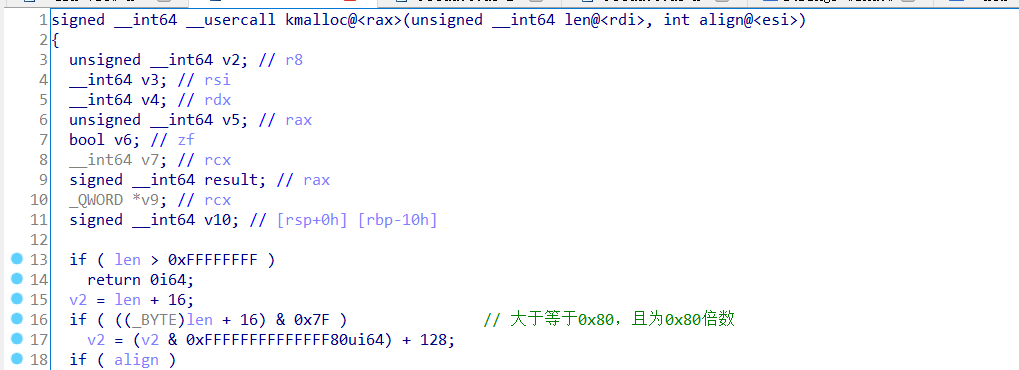 1 signed __int64 __usercall kmalloc@<rax>(unsigned __int64 len@<rdi>, int align@<esi>)
2 {
3 unsigned __int64 v2; // r8
4 __int64 v3; // rsi
5 __int64 v4; // rdx
6 unsigned __int64 v5; // rax
7 bool v6; // zf
8 __int64 v7; // rcx
9 signed __int64 result; // rax
10 _QWORD *v9; // rcx
11 signed __int64 v10; // [rsp+0h] [rbp-10h]
12
13 if ( len > 0xFFFFFFFF )
14 return 0i64;
15 v2 = len + 16;
16 if ( ((_BYTE)len + 16) & 0x7F ) // 大于等于0x80，且为0x80倍数
17 v2 = (v2 & 0xFFFFFFFFFFFFFF80ui64) + 128;
18 if ( align )